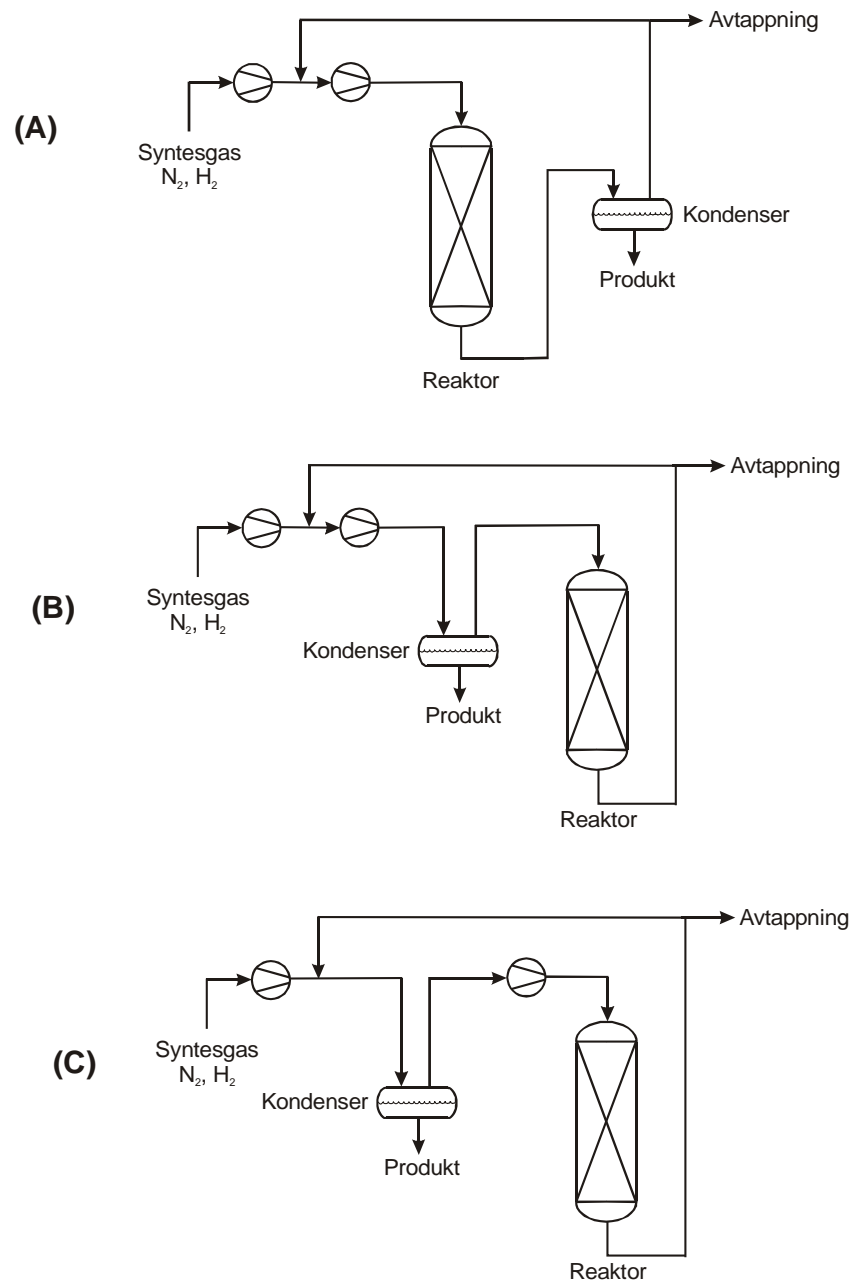 Avtappning
(A)
Syntesgas
N₂, H₂
Kondenser
Produkt
Reaktor
Avtappning
(B)
Syntesgas
N₂, H₂
Kondenser
Produkt
Reaktor
Avtappning
(C)
Syntesgas
N₂, H₂
Kondenser
Produkt
Reaktor